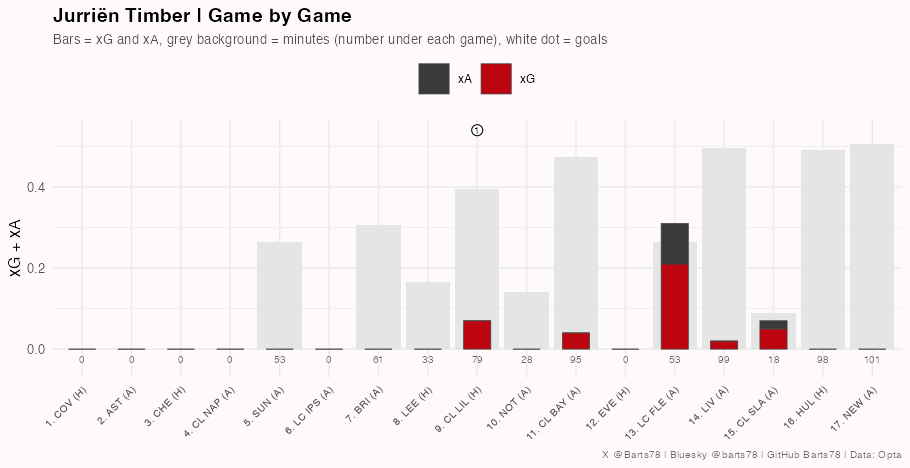 Jurriën Timber | Game by Game
Bars = xG and xA, grey background = minutes (number under each game), white dot = goals
xA xG
1
xG + xA
0.4
0.2
0.0
0 0 0 0 53 0 61 33 79 28 95 0 53 99 18 98 101
1. COV (H)
2. AST (A)
3. CHE (H)
4. CL NAP (A)
5. SUN (A)
6. LC IPS (A)
7. BRI (A)
8. LEE (H)
9. CL LIL (H)
10. NOT (A)
11. CL BAY (A)
12. EVE (H)
13. LC FLE (A)
14. LIV (A)
15. CL SLA (A)
16. HUL (H)
17. NEW (A)
X @Barts78 | Bluesky @barts78 | GitHub Barts78 | Data: Opta